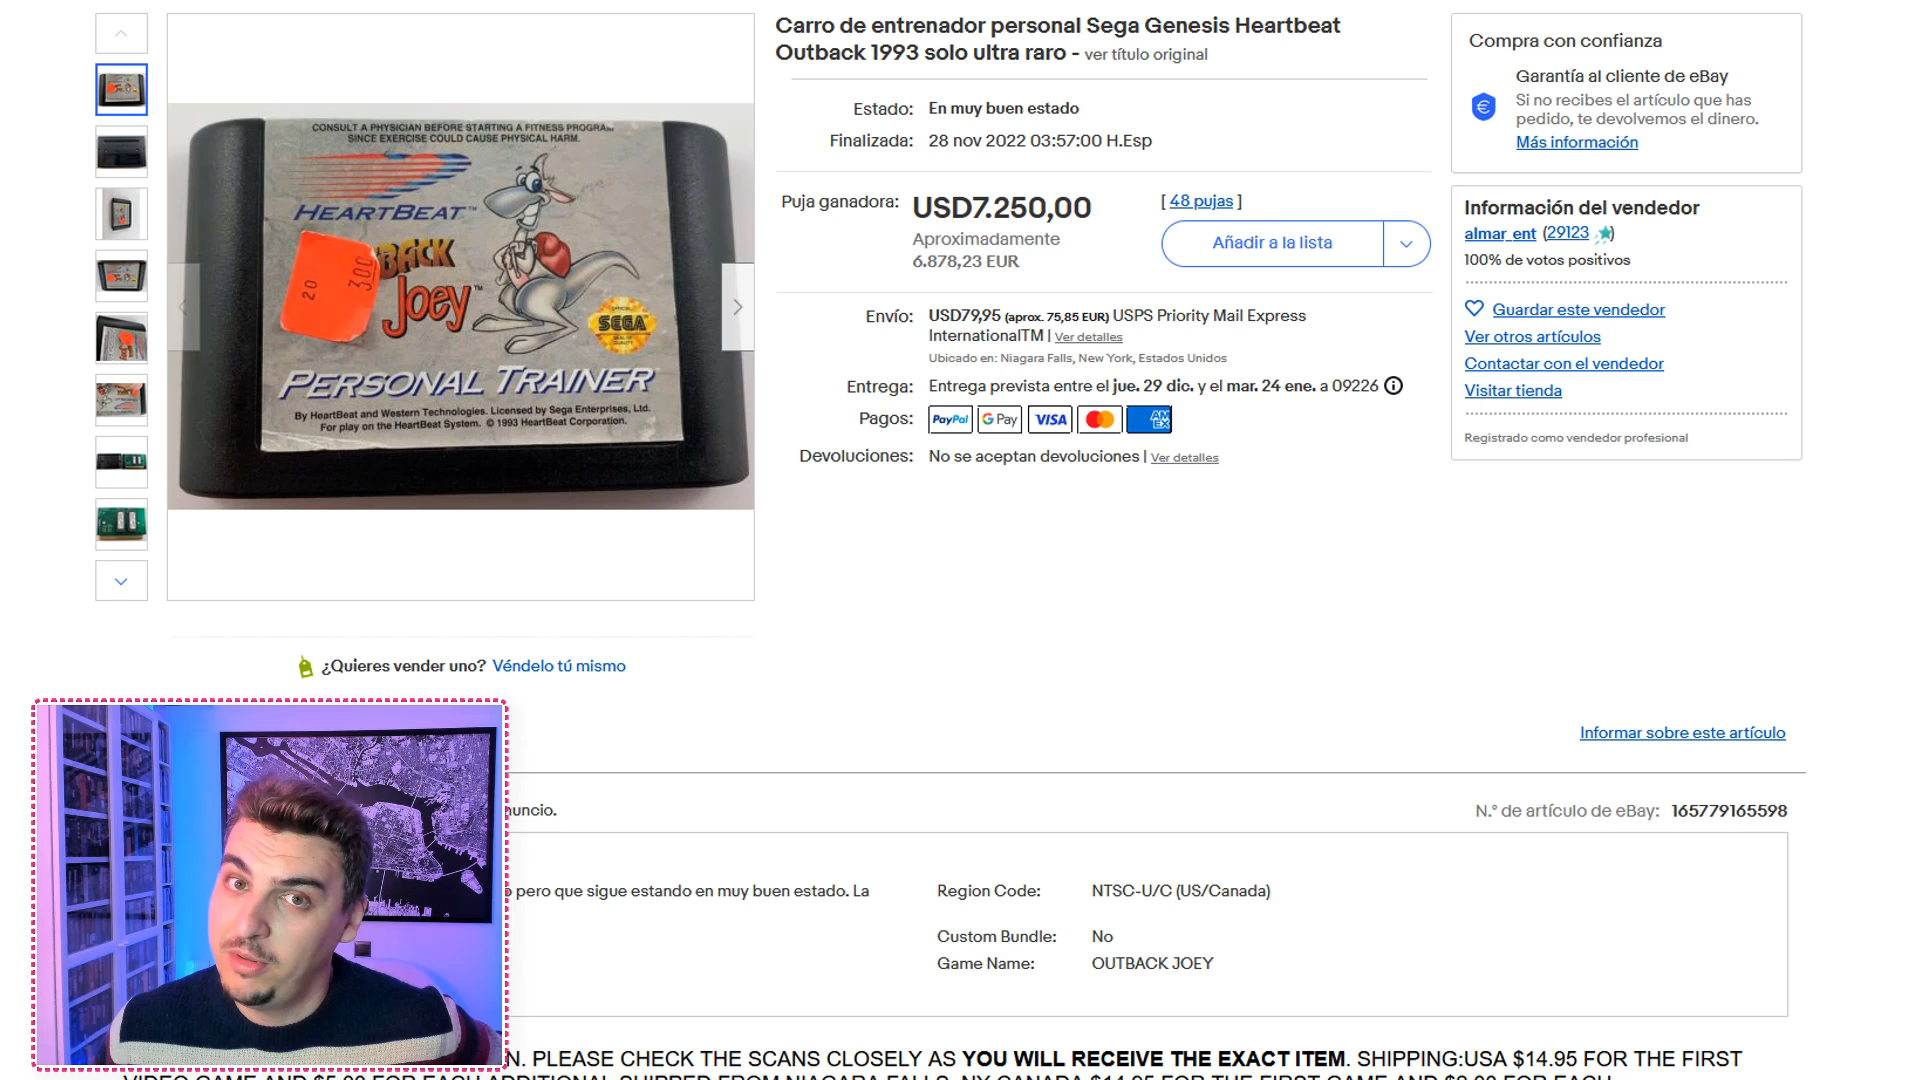 Carro de entrenador personal Sega Genesis Heartbeat
Outback 1993 solo ultra raro - ver título original
Estado: En muy buen estado
Finalizada: 28 nov 2022 03:57:00 H.Esp
Puja ganadora: USD7.250,00 [ 48 pujas ]
Aproximadamente
6.878,23 EUR
Añadir a la lista
Envío: USD79,95 (aprox. 75,85 EUR) USPS Priority Mail Express
InternationalTM | Ver detalles
Ubicado en: Niagara Falls, New York, Estados Unidos
Entrega: Entrega prevista entre el jue. 29 dic. y el mar. 24 ene. a 09226
Pagos: PayPal G Pay VISA AM EX
Devoluciones: No se aceptan devoluciones | Ver detalles
Compra con confianza
Garantía al cliente de eBay
Si no recibes el artículo que has
pedido, te devolvemos el dinero.
Más información
Información del vendedor
almar_ent (29123)
100% de votos positivos
Guardar este vendedor
Ver otros artículos
Contactar con el vendedor
Visitar tienda
Registrado como vendedor profesional
CONSULT A PHYSICIAN BEFORE STARTING A FITNESS
SINCE EXERCISE COULD CAUSE PHYSICAL HARM.
HEARTBEAT™
BACK
Joey™
20
300
SEGA
PERSONAL TRAINER
By HeartBeat and Western Technologies. Licensed by Sega Enterprises, Ltd.
For play on the HeartBeat System. © 1993 HeartBeat Corporation.
¿Quieres vender uno? Véndelo tú mismo
Informar sobre este artículo
N.° de artículo de eBay: 165779165598
pero que sigue estando en muy buen estado. La
Region Code: NTSC-U/C (US/Canada)
Custom Bundle: No
Game Name: OUTBACK JOEY
N. PLEASE CHECK THE SCANS CLOSELY AS YOU WILL RECEIVE THE EXACT ITEM. SHIPPING:USA $14.95 FOR THE FIRST